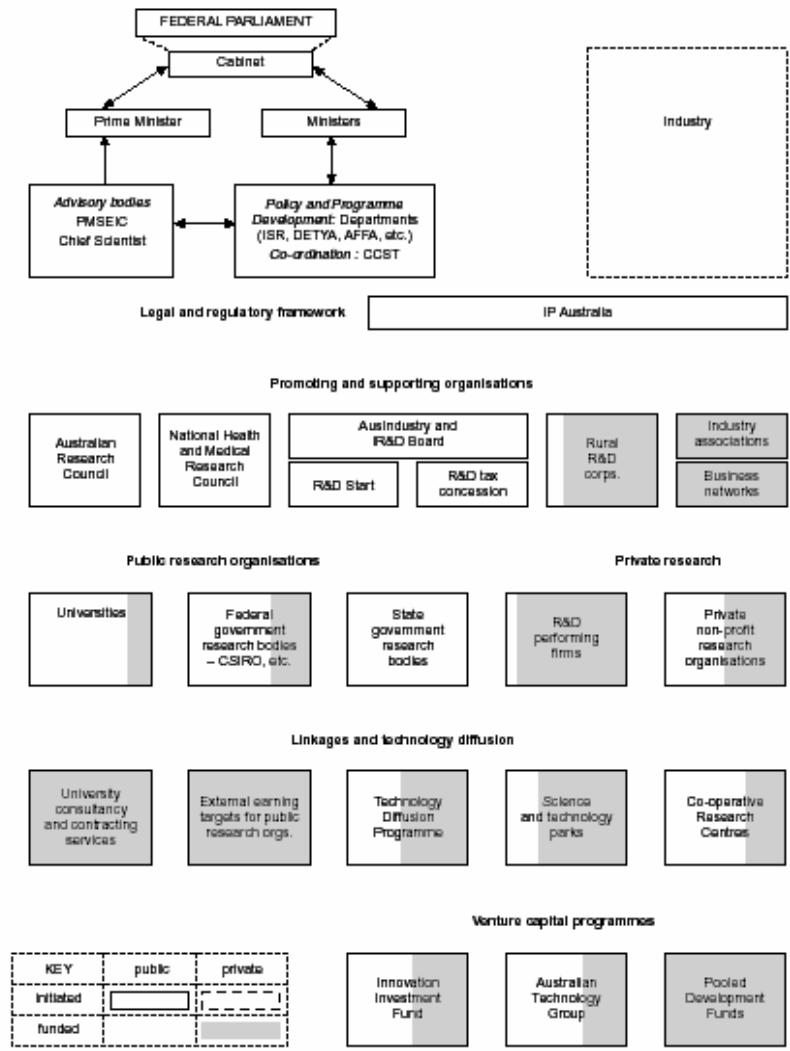 FEDERAL PARLIAMENT
Cabinet
Prime Minister
Ministers
Industry
Advisory bodies
PMSEIC
Chief Scientist
Policy and Programme
Development: Departments
(ISR, DETYA, AFFA, etc.)
Co-ordination : CCST
Legal and regulatory framework
IP Australia
Promoting and supporting organisations
Australian
Research
Council
National Health
and Medical
Research
Council
AusIndustry and
IR&D Board
R&D Start
R&D tax
concession
Rural
R&D
corps.
Industry
associations
Business
networks
Public research organisations
Private research
Universities
Federal
government
research bodies
– CSIRO, etc.
State
government
research
bodies
R&D
performing
firms
Private
non-profit
research
organisations
Linkages and technology diffusion
University
consultancy
and contracting
services
External earning
targets for public
research orgs.
Technology
Diffusion
Programme
Science
and technology
parks
Co-operative
Research
Centres
Venture capital programmes
KEY public private
initiated
funded
Innovation
Investment
Fund
Australian
Technology
Group
Pooled
Development
Funds